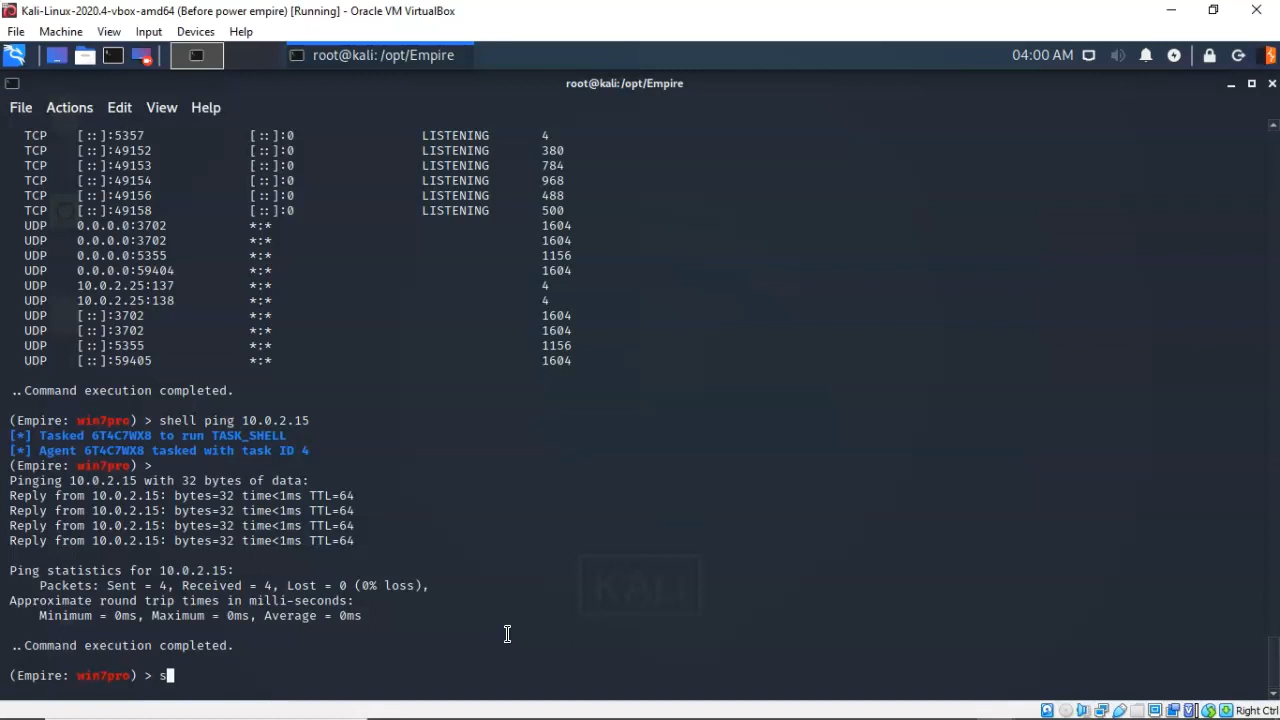 Kali-Linux-2020.4-vbox-amd64 (Before power empire) [Running] - Oracle VM VirtualBox
File Machine View Input Devices Help
root@kali: /opt/Empire 04:00 AM
root@kali:/opt/Empire
File Actions Edit View Help
TCP [::]:5357 [::]:0 LISTENING 4
TCP [::]:49152 [::]:0 LISTENING 380
TCP [::]:49153 [::]:0 LISTENING 784
TCP [::]:49154 [::]:0 LISTENING 968
TCP [::]:49156 [::]:0 LISTENING 488
TCP [::]:49158 [::]:0 LISTENING 500
UDP 0.0.0.0:3702 *:* 1604
UDP 0.0.0.0:3702 *:* 1604
UDP 0.0.0.0:5355 *:* 1156
UDP 0.0.0.0:59404 *:* 1604
UDP 10.0.2.25:137 *:* 4
UDP 10.0.2.25:138 *:* 4
UDP [::]:3702 *:* 1604
UDP [::]:3702 *:* 1604
UDP [::]:5355 *:* 1156
UDP [::]:59405 *:* 1604
..Command execution completed.
(Empire: win7pro) > shell ping 10.0.2.15
[*] Tasked 6T4C7WX8 to run TASK_SHELL
[*] Agent 6T4C7WX8 tasked with task ID 4
(Empire: win7pro) >
Pinging 10.0.2.15 with 32 bytes of data:
Reply from 10.0.2.15: bytes=32 time<1ms TTL=64
Reply from 10.0.2.15: bytes=32 time<1ms TTL=64
Reply from 10.0.2.15: bytes=32 time<1ms TTL=64
Reply from 10.0.2.15: bytes=32 time<1ms TTL=64
Ping statistics for 10.0.2.15:
Packets: Sent = 4, Received = 4, Lost = 0 (0% loss),
Approximate round trip times in milli-seconds:
Minimum = 0ms, Maximum = 0ms, Average = 0ms
KALI
..Command execution completed.
(Empire: win7pro) > s
Right Ctrl